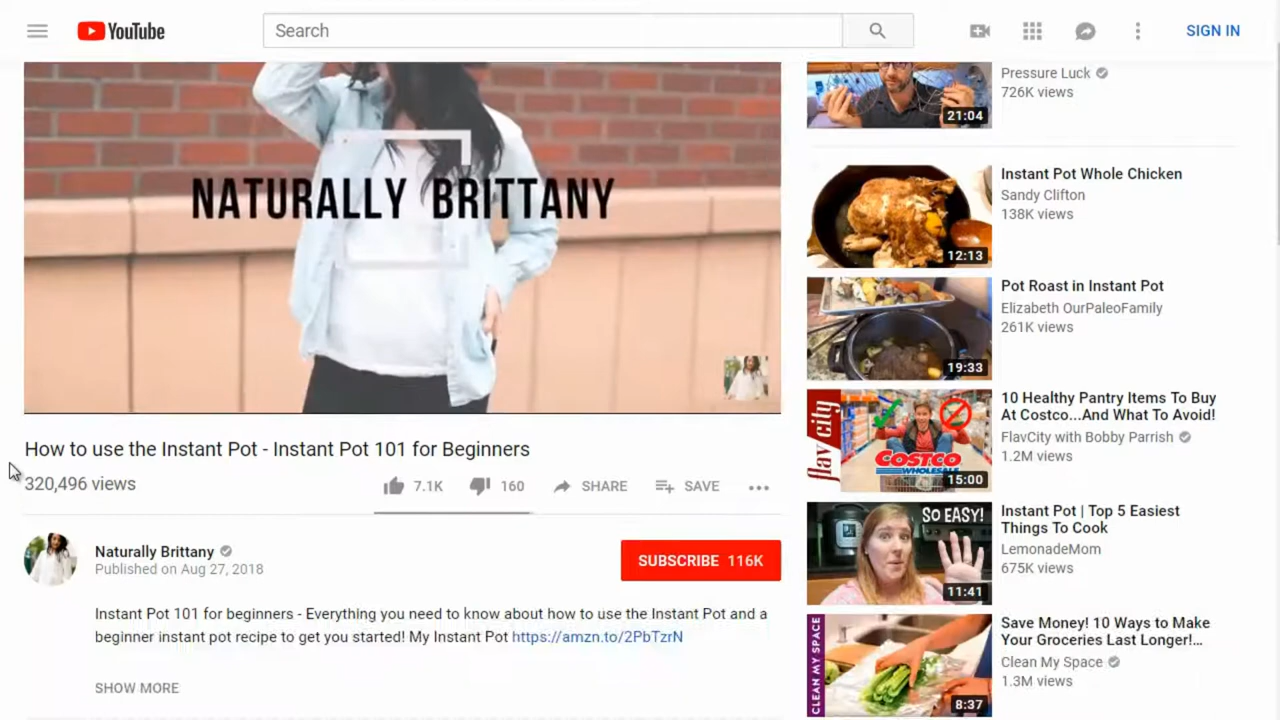 YouTube
Search
SIGN IN
NATURALLY BRITTANY
How to use the Instant Pot - Instant Pot 101 for Beginners
320,496 views
7.1K
160
SHARE
SAVE
Naturally Brittany
Published on Aug 27, 2018
SUBSCRIBE 116K
Instant Pot 101 for beginners - Everything you need to know about how to use the Instant Pot and a
beginner instant pot recipe to get you started! My Instant Pot https://amzn.to/2PbTzrN
SHOW MORE
Pressure Luck
726K views
21:04
Instant Pot Whole Chicken
Sandy Clifton
138K views
12:13
Pot Roast in Instant Pot
Elizabeth OurPaleoFamily
261K views
19:33
10 Healthy Pantry Items To Buy
At Costco...And What To Avoid!
FlavCity with Bobby Parrish
1.2M views
flav city
COSTCO
WHOLESALE
15:00
Instant Pot | Top 5 Easiest
Things To Cook
LemonadeMom
675K views
SO EASY!
11:41
Save Money! 10 Ways to Make
Your Groceries Last Longer!...
Clean My Space
1.3M views
CLEAN MY SPACE
8:37